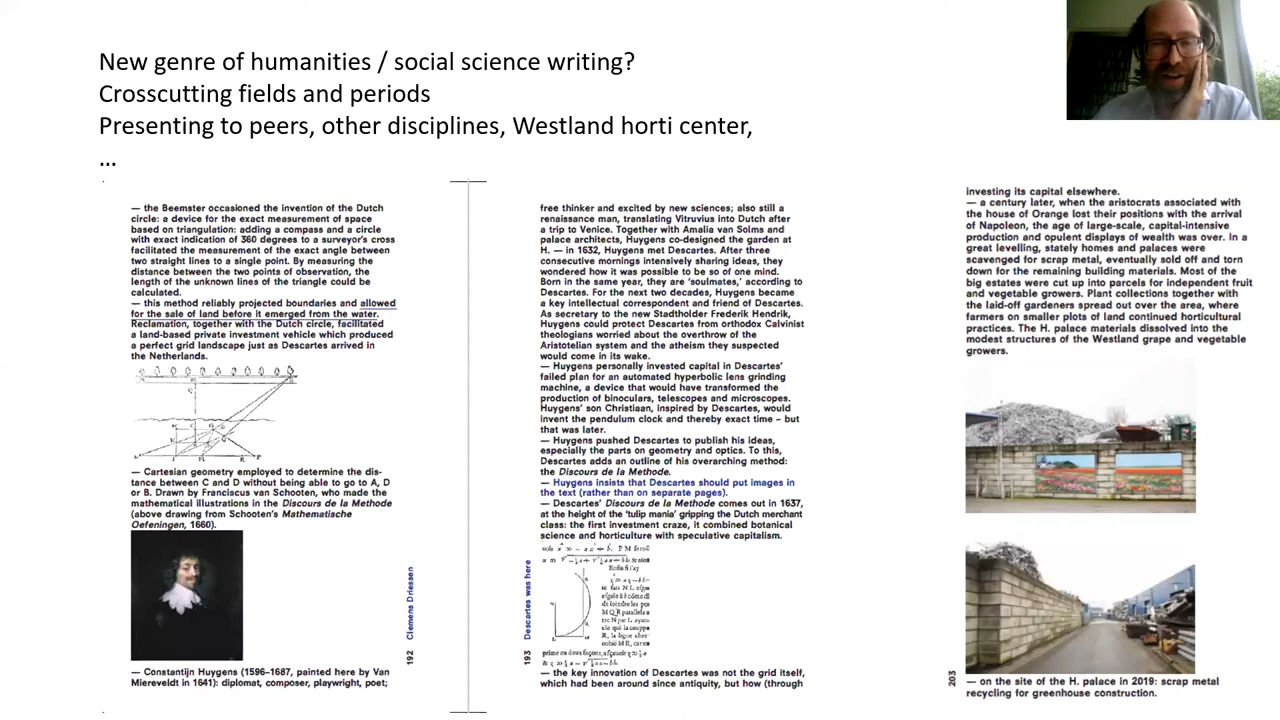 New genre of humanities / social science writing?
Crosscutting fields and periods
Presenting to peers, other disciplines, Westland horti center,
...
— the Beemster occasioned the invention of the Dutch
circle: a device for the exact measurement of space
based on triangulation: adding a compass and a circle
with exact indication of 360 degrees to a surveyor's cross
facilitated the measurement of the exact angle between
two straight lines to a single point. By measuring the
distance between the two points of observation, the
length of the unknown lines of the triangle could be
calculated.
— this method reliably projected boundaries and allowed
for the sale of land before it emerged from the water.
Reclamation, together with the Dutch circle, facilitated
a land-based private investment vehicle which produced
a perfect grid landscape just as Descartes arrived in
the Netherlands.
— Cartesian geometry employed to determine the dis-
tance between C and D without being able to go to A, D
or B. Drawn by Franciscus van Schooten, who made the
mathematical illustrations in the Discours de la Methode
(above drawing from Schooten's Mathematische
Oefeningen, 1660).
— Constantijn Huygens (1596–1687, painted here by Van
Miereveldt in 1641): diplomat, composer, playwright, poet;
192 Clemens Driessen
free thinker and excited by new sciences; also still a
renaissance man, translating Vitruvius into Dutch after
a trip to Venice. Together with Amalia van Solms and
palace architects, Huygens co-designed the garden at
H. — in 1632, Huygens met Descartes. After three
consecutive mornings intensively sharing ideas, they
wondered how it was possible to be so of one mind.
Born in the same year, they are 'soulmates,' according to
Descartes. For the next two decades, Huygens became
a key intellectual correspondent and friend of Descartes.
As secretary to the new Stadtholder Frederik Hendrik,
Huygens could protect Descartes from orthodox Calvinist
theologians worried about the overthrow of the
Aristotelian system and the atheism they suspected
would come in its wake.
— Huygens personally invested capital in Descartes'
failed plan for an automated hyperbolic lens grinding
machine, a device that would have transformed the
production of binoculars, telescopes and microscopes.
Huygens' son Christiaan, inspired by Descartes, would
invent the pendulum clock and thereby exact time – but
that was later.
— Huygens pushed Descartes to publish his ideas,
especially the parts on geometry and optics. To this,
Descartes adds an outline of his overarching method:
the Discours de la Methode.
— Huygens insists that Descartes should put images in
the text (rather than on separate pages).
— Descartes' Discours de la Methode comes out in 1637,
at the height of the 'tulip mania' gripping the Dutch merchant
class: the first investment craze, it combined botanical
science and horticulture with speculative capitalism.
— the key innovation of Descartes was not the grid itself,
which had been around since antiquity, but how (through
193 Descartes was here
investing its capital elsewhere.
— a century later, when the aristocrats associated with
the house of Orange lost their positions with the arrival
of Napoleon, the age of large-scale, capital-intensive
production and opulent displays of wealth was over. In a
great levelling, stately homes and palaces were
scavenged for scrap metal, eventually sold off and torn
down for the remaining building materials. Most of the
big estates were cut up into parcels for independent fruit
and vegetable growers. Plant collections together with
the laid-off gardeners spread out over the area, where
farmers on smaller plots of land continued horticultural
practices. The H. palace materials dissolved into the
modest structures of the Westland grape and vegetable
growers.
203
— on the site of the H. palace in 2019: scrap metal
recycling for greenhouse construction.